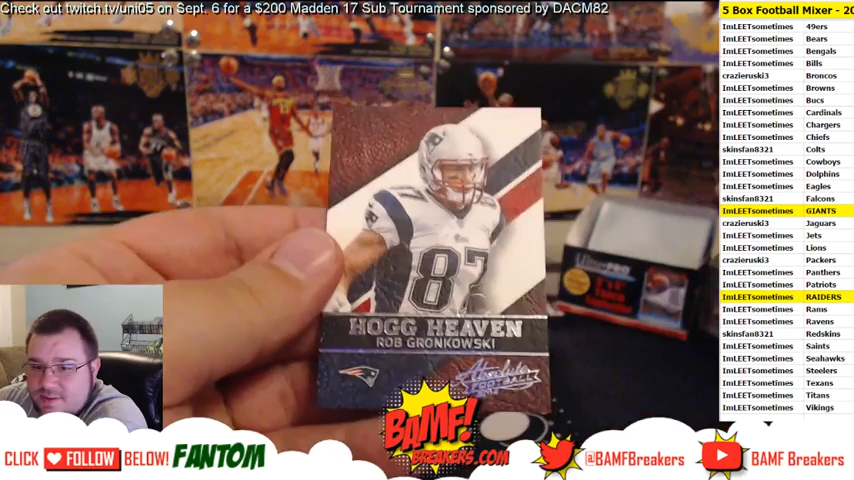 Check out twitch.tv/uni05 on Sept. 6 for a $200 Madden 17 Sub Tournament sponsored by DACM82
5 Box Football Mixer - 20
ImLEETsometimes 49ers
ImLEETsometimes Bears
ImLEETsometimes Bengals
ImLEETsometimes Bills
crazieruski3 Broncos
ImLEETsometimes Browns
ImLEETsometimes Bucs
ImLEETsometimes Cardinals
ImLEETsometimes Chargers
ImLEETsometimes Chiefs
skinsfan8321 Colts
ImLEETsometimes Cowboys
ImLEETsometimes Dolphins
ImLEETsometimes Eagles
skinsfan8321 Falcons
ImLEETsometimes GIANTS
crazieruski3 Jaguars
ImLEETsometimes Jets
ImLEETsometimes Lions
crazieruski3 Packers
ImLEETsometimes Panthers
ImLEETsometimes Patriots
ImLEETsometimes RAIDERS
ImLEETsometimes Rams
ImLEETsometimes Ravens
skinsfan8321 Redskins
ImLEETsometimes Saints
ImLEETsometimes Seahawks
ImLEETsometimes Steelers
ImLEETsometimes Texans
ImLEETsometimes Titans
ImLEETsometimes Vikings
87
87
HOGG HEAVEN
ROB GRONKOWSKI
Absolute
FOOTBALL
Ultra PRO
CLICK FOLLOW BELOW! FANTOM
BAMF!
BREAKERS.COM
@BAMFBreakers
BAMF Breakers